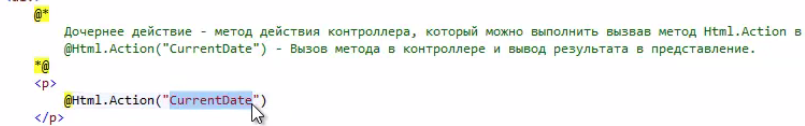 @*
Дочернее действие - метод действия контроллера, который можно выполнить вызвав метод Html.Action в
@Html.Action("CurrentDate") - Вызов метода в контроллере и вывод результата в представление.
*@
<p>
@Html.Action("CurrentDate")
</p>